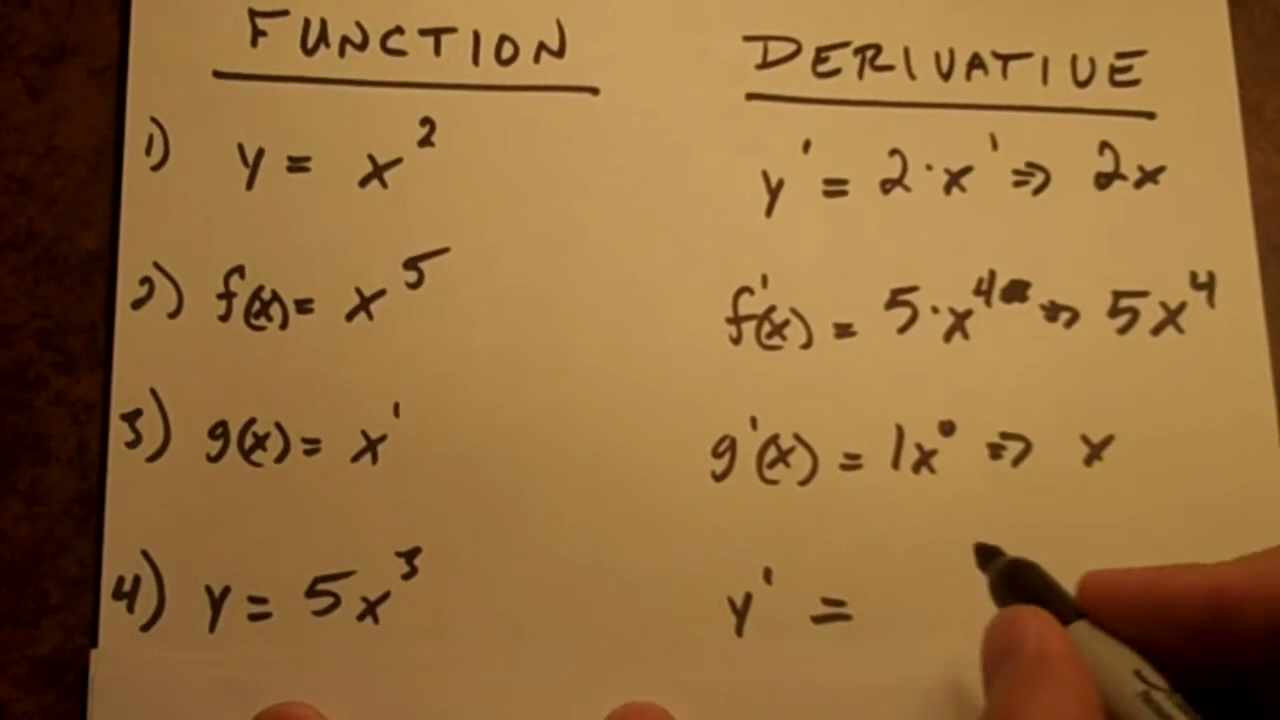 FUNCTION DERIVATIVE
1) y = x² y' = 2·x¹ => 2x
2) f(x) = x⁵ f'(x) = 5·x⁴ => 5x⁴
3) g(x) = x¹ g'(x) = 1x⁰ => x
4) y = 5x³ y' =